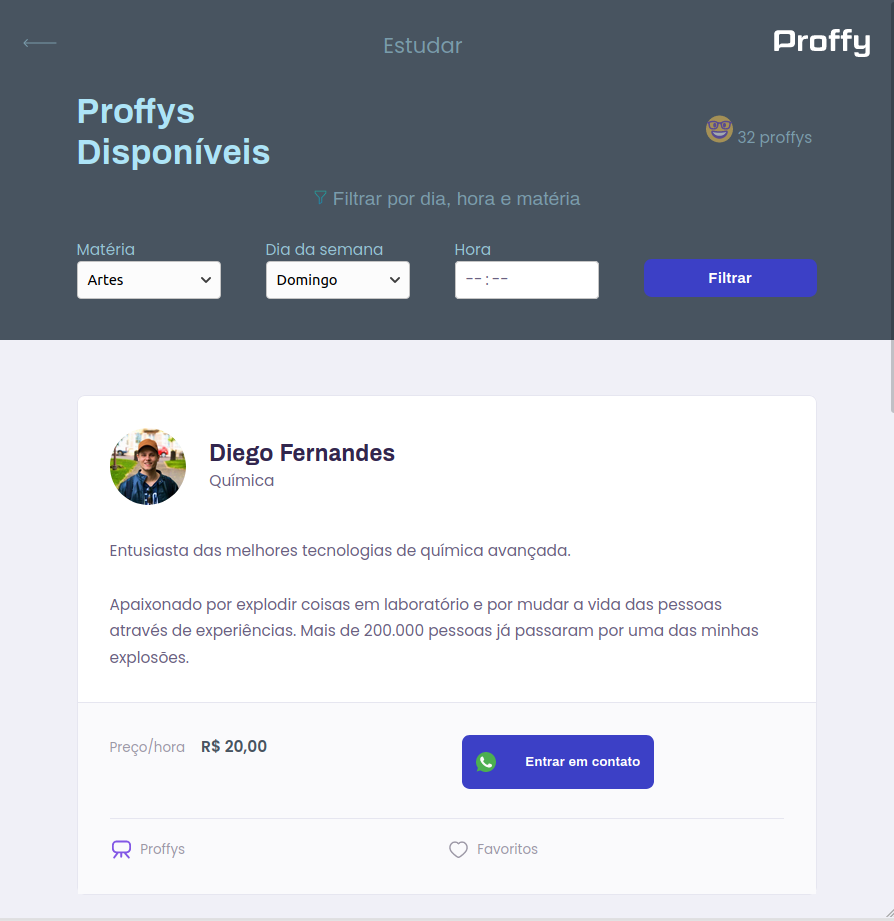 Estudar
Proffy
Proffys
Disponíveis
32 proffys
Filtrar por dia, hora e matéria
Matéria
Dia da semana
Hora
Artes
Domingo
--:--
Filtrar
Diego Fernandes
Química
Entusiasta das melhores tecnologias de química avançada.
Apaixonado por explodir coisas em laboratório e por mudar a vida das pessoas
através de experiências. Mais de 200.000 pessoas já passaram por uma das minhas
explosões.
Preço/hora R$ 20,00
Entrar em contato
Proffys
Favoritos